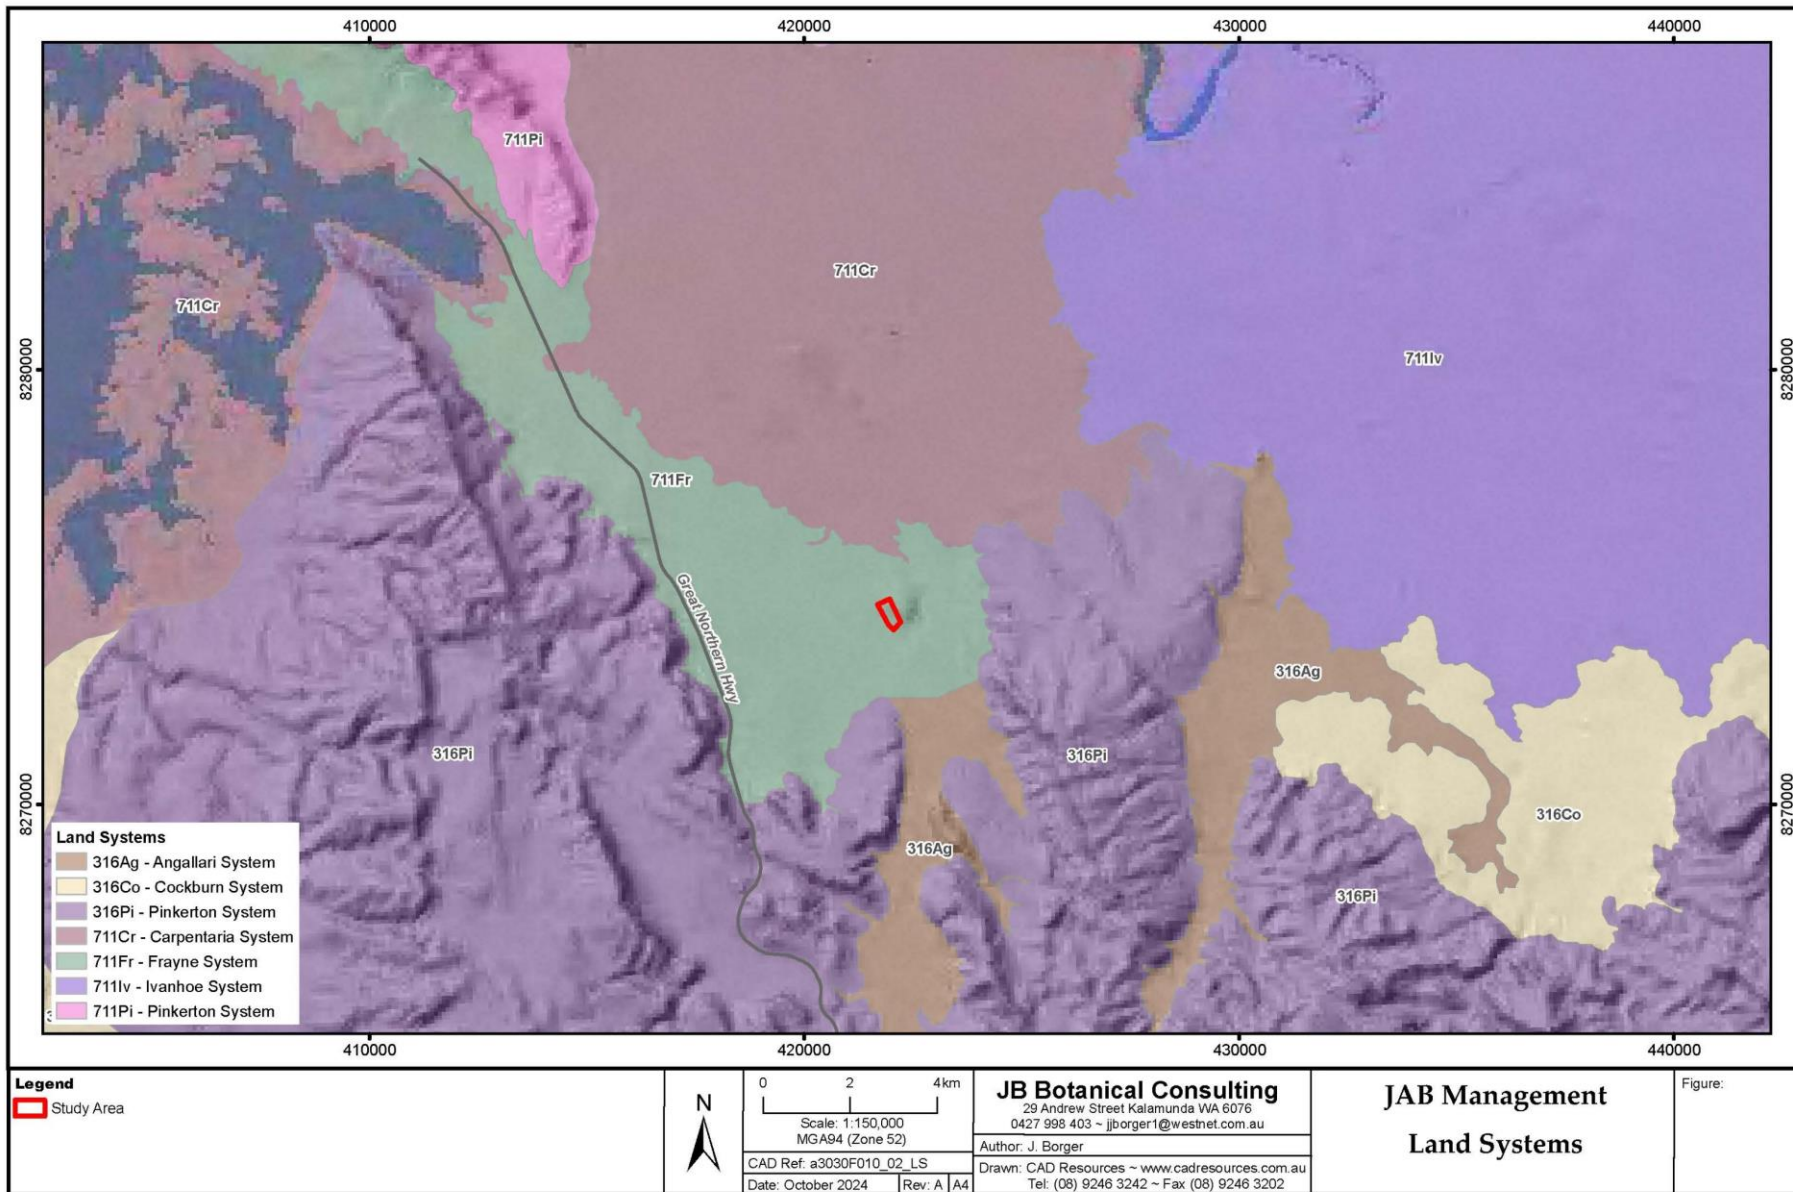 410000
420000
430000
440000
711Pi
711Cr
711Cr
8280000
8280000
711Iv
711Fr
Great Northern Hwy
316Ag
316Pi
316Pi
8270000
8270000
316Co
316Ag
316Pi
Land Systems
316Ag - Angallari System
316Co - Cockburn System
316Pi - Pinkerton System
711Cr - Carpentaria System
711Fr - Frayne System
711Iv - Ivanhoe System
711Pi - Pinkerton System
410000
420000
430000
440000
Legend
Study Area
N
0 2 4km
Scale: 1:150,000
MGA94 (Zone 52)
CAD Ref: a3030F010_02_LS
Date: October 2024 Rev: A A4
JB Botanical Consulting
29 Andrew Street Kalamunda WA 6076
0427 998 403 ~ jjborger1@westnet.com.au
Author: J. Borger
Drawn: CAD Resources ~ www.cadresources.com.au
Tel: (08) 9246 3242 ~ Fax (08) 9246 3202
JAB Management
Land Systems
Figure: